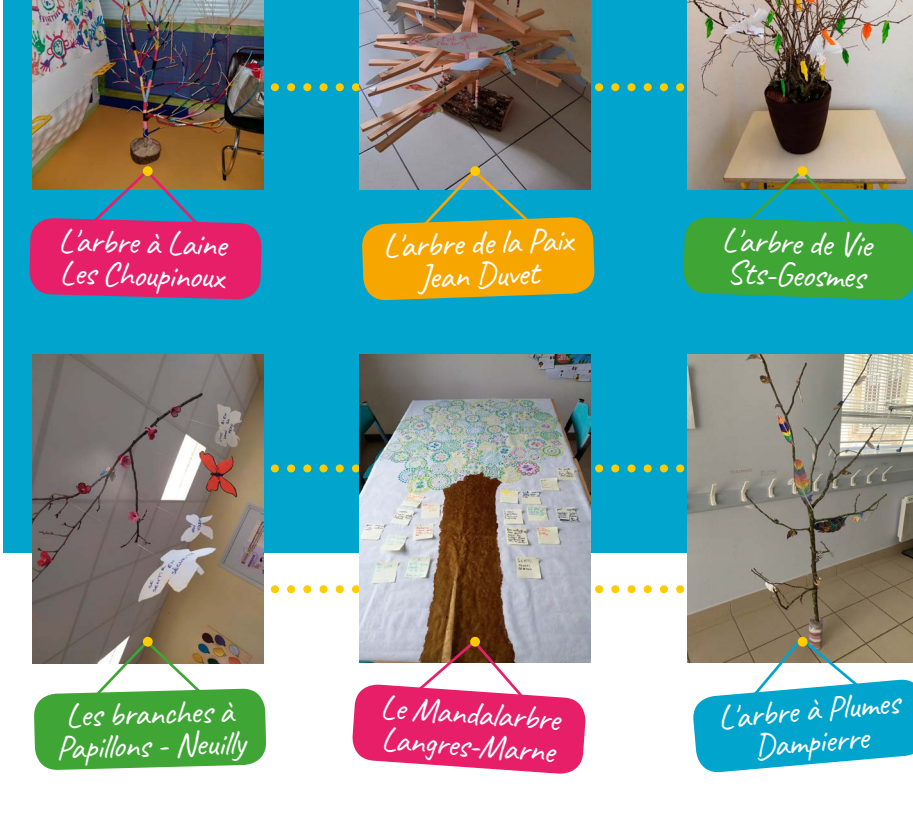 L'arbre à Laine
Les Choupinoux
L'arbre de la Paix
Jean Duvet
L'arbre de Vie
Sts-Geosmes
Les branches à
Papillons - Neuilly
Le Mandalarbre
Langres-Marne
L'arbre à Plumes
Dampierre